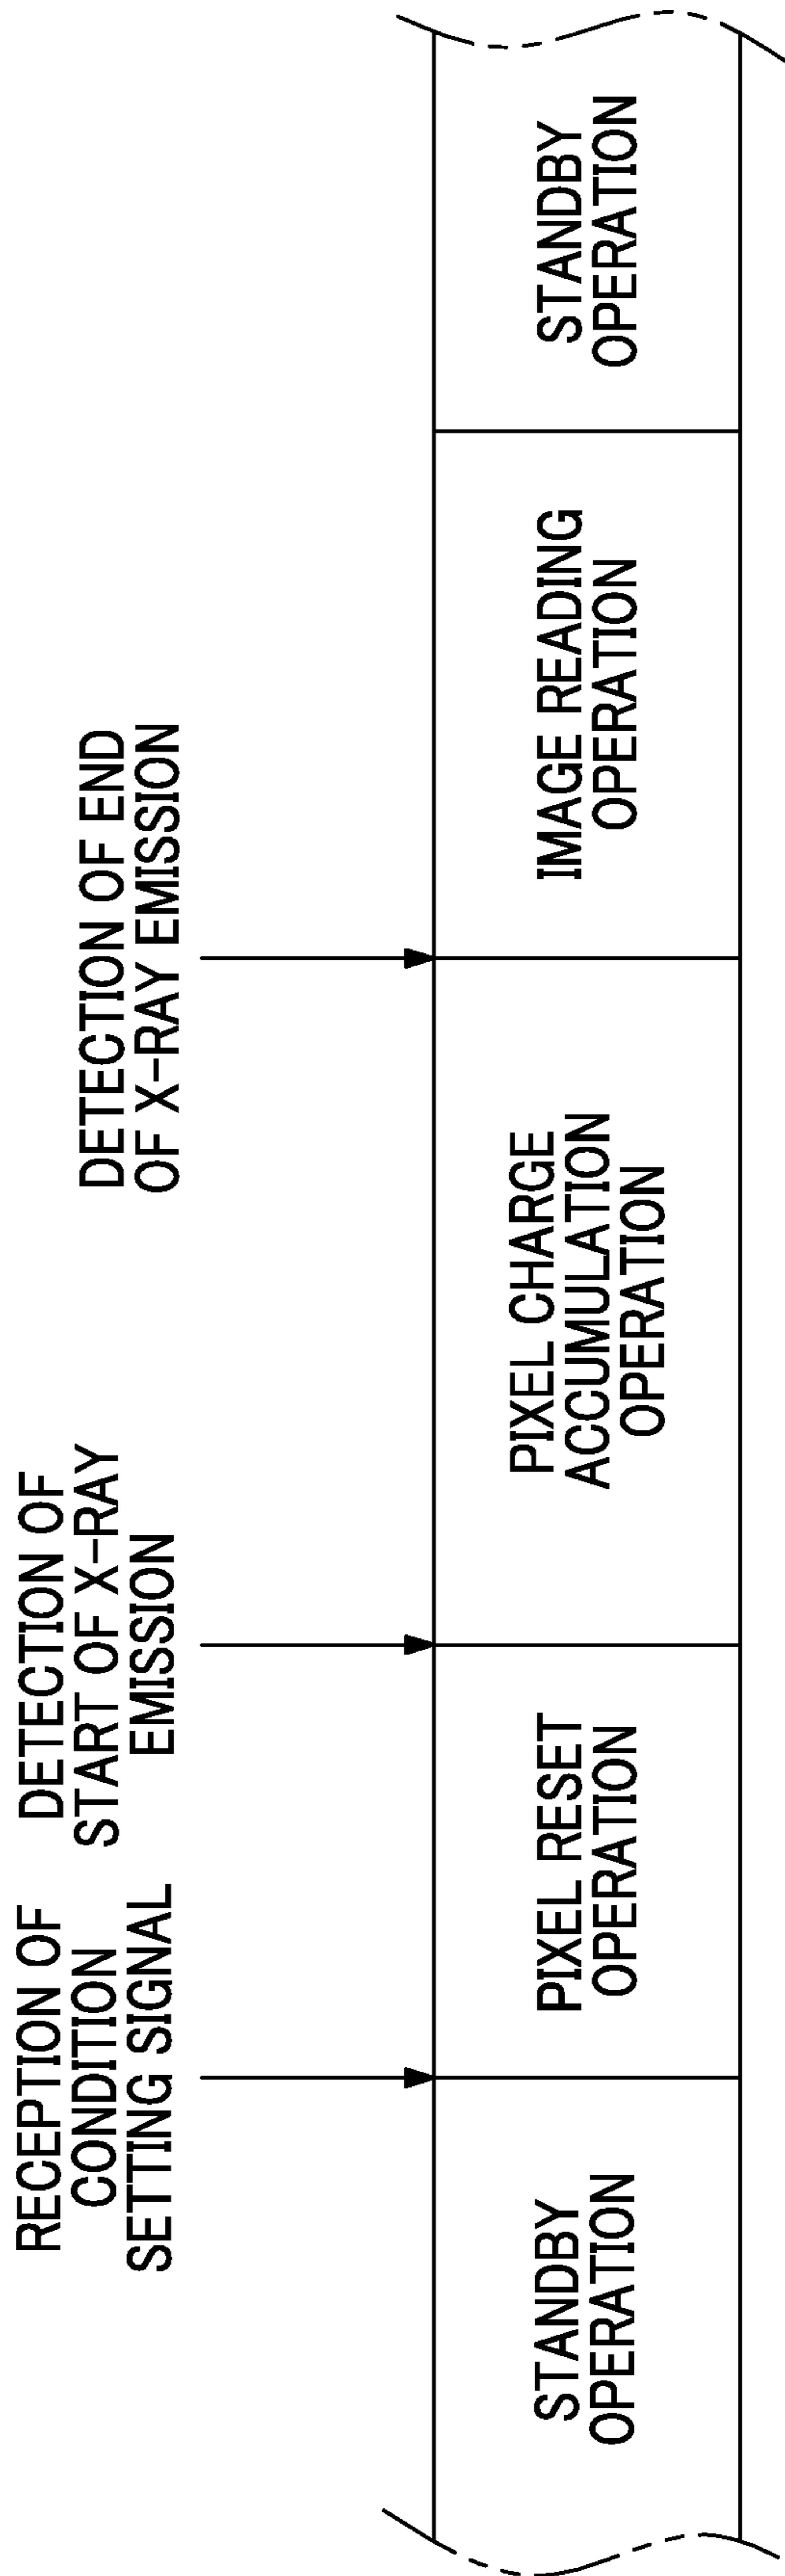 RECEPTION OF
CONDITION
SETTING SIGNAL
DETECTION OF
START OF X-RAY
EMISSION
DETECTION OF END
OF X-RAY EMISSION
STANDBY
OPERATION
PIXEL RESET
OPERATION
PIXEL CHARGE
ACCUMULATION
OPERATION
IMAGE READING
OPERATION
STANDBY
OPERATION